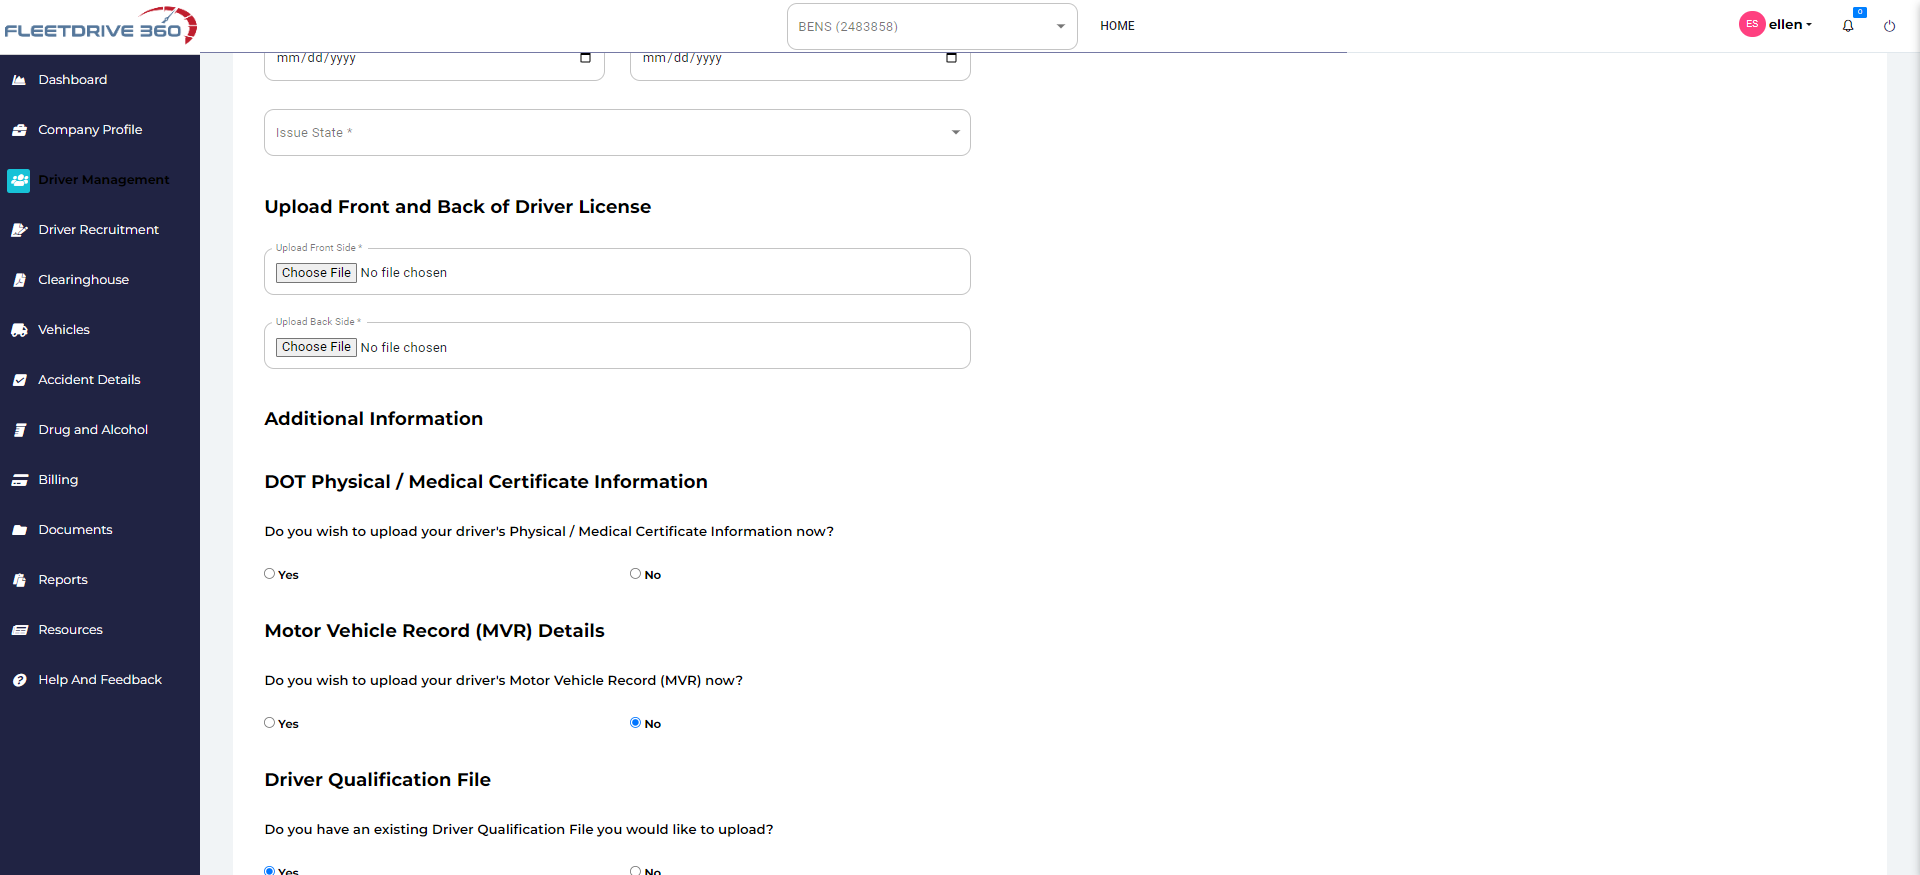 FLEETDRIVE 360
BENS (2483858)
HOME
ES
ellen
0
Dashboard
Company Profile
Driver Management
Driver Recruitment
Clearinghouse
Vehicles
Accident Details
Drug and Alcohol
Billing
Documents
Reports
Resources
Help And Feedback
mm/dd/yyyy
mm/dd/yyyy
Issue State *
Upload Front and Back of Driver License
Upload Front Side *
Choose File No file chosen
Upload Back Side *
Choose File No file chosen
Additional Information
DOT Physical / Medical Certificate Information
Do you wish to upload your driver's Physical / Medical Certificate Information now?
Yes
No
Motor Vehicle Record (MVR) Details
Do you wish to upload your driver's Motor Vehicle Record (MVR) now?
Yes
No
Driver Qualification File
Do you have an existing Driver Qualification File you would like to upload?
Yes
No